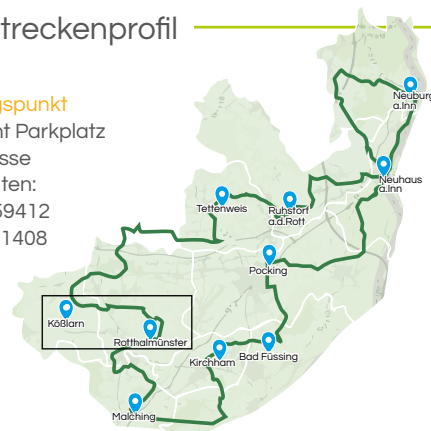 treckenprofil
gspunkt
nt Parkplatz
sse
ten:
59412
1408
Neuburg
a.Inn
Neuhaus
a.Inn
Tettenweis
Ruhstorf
a.d.Rott
Pocking
Kößlarn
Rotthalmünster
Kirchham
Bad Füssing
Malching